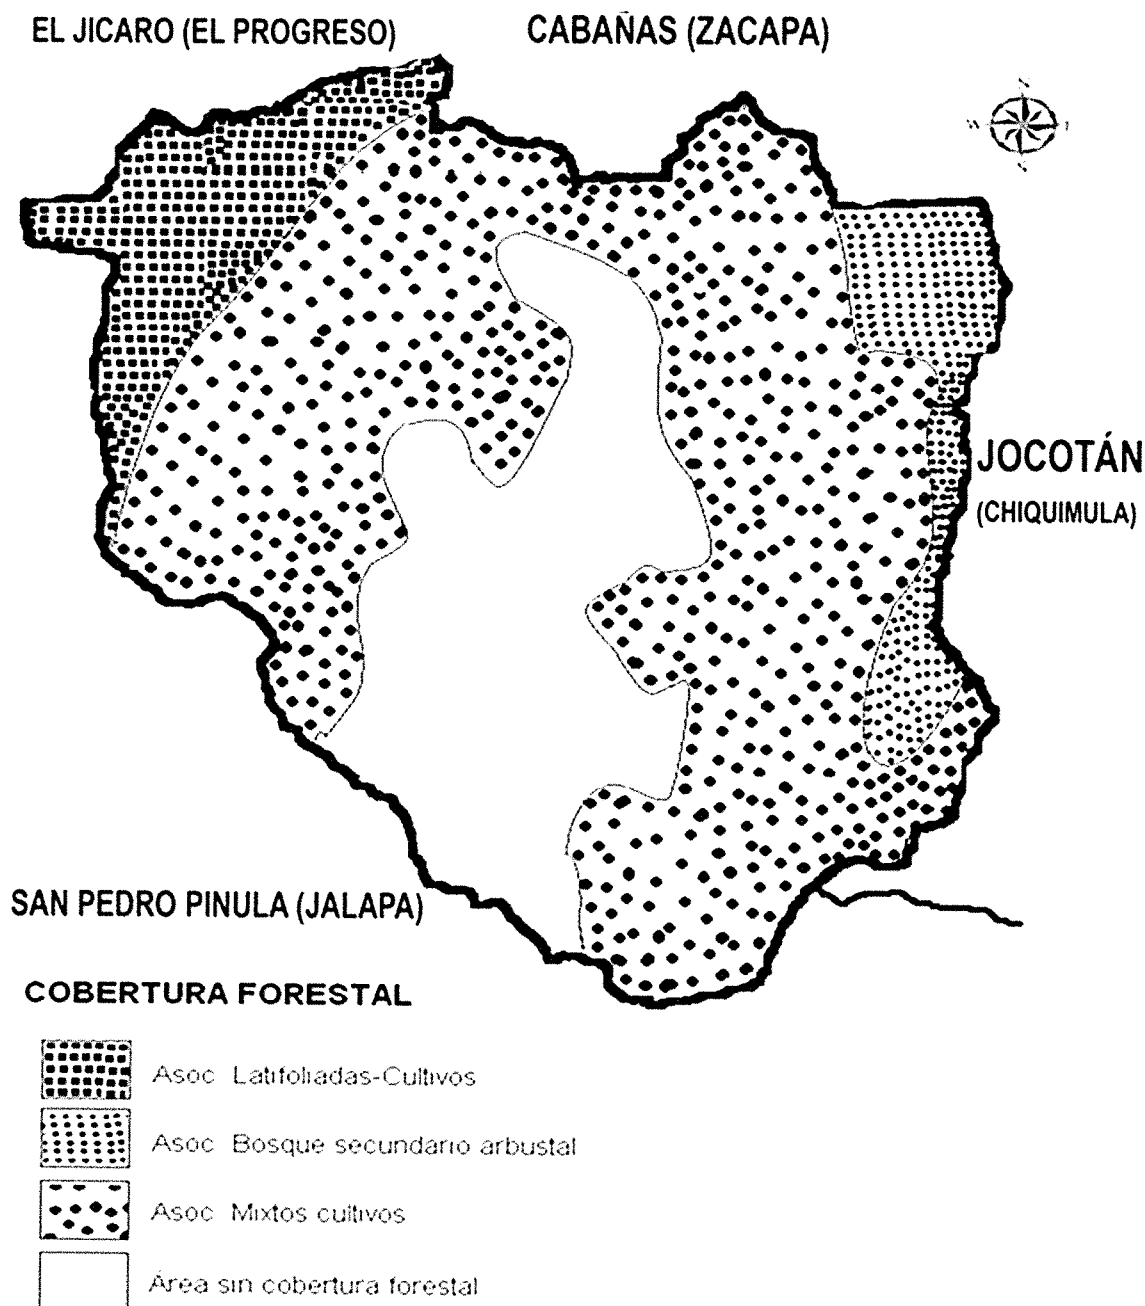 EL JICARO (EL PROGRESO)
CABAÑAS (ZACAPA)
N
W
JOCOTÁN
(CHIQUIMULA)
SAN PEDRO PINULA (JALAPA)
COBERTURA FORESTAL
Asoc Latifoliadas-Cultivos
Asoc Bosque secundario arbustal
Asoc Mixtos cultivos
Área sin cobertura forestal